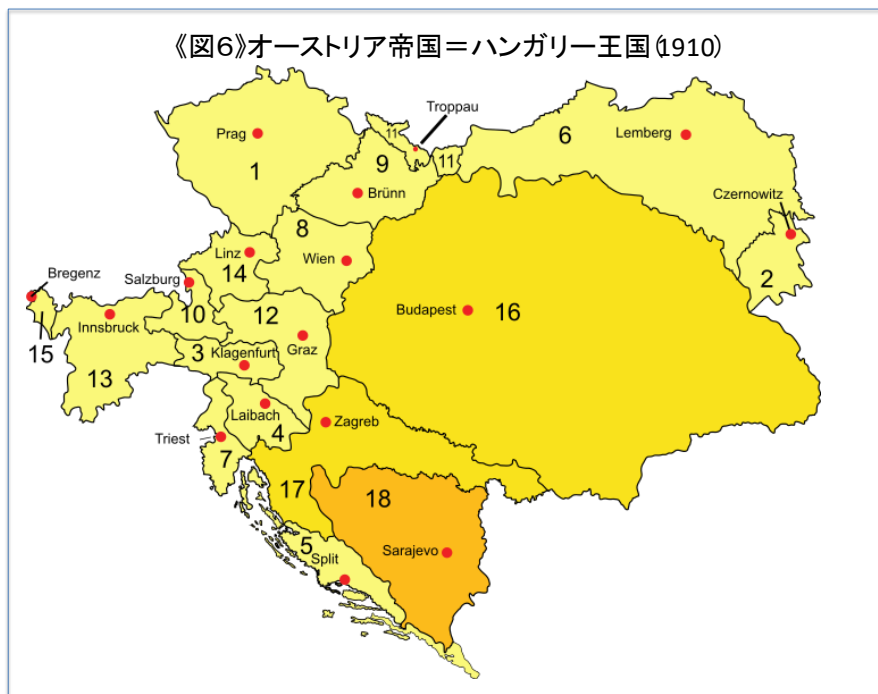 《図６》オーストリア帝国＝ハンガリー王国(1910)
Troppau
11
Prag
6
Lemberg
9
11
1
Brünn
Czernowitz
8
Linz
Wien
2
Bregenz
Salzburg
14
10
12
Budapest
16
Innsbruck
15
3
Klagenfurt
Graz
13
Laibach
4
Zagreb
Triest
7
17
18
5
Split
Sarajevo